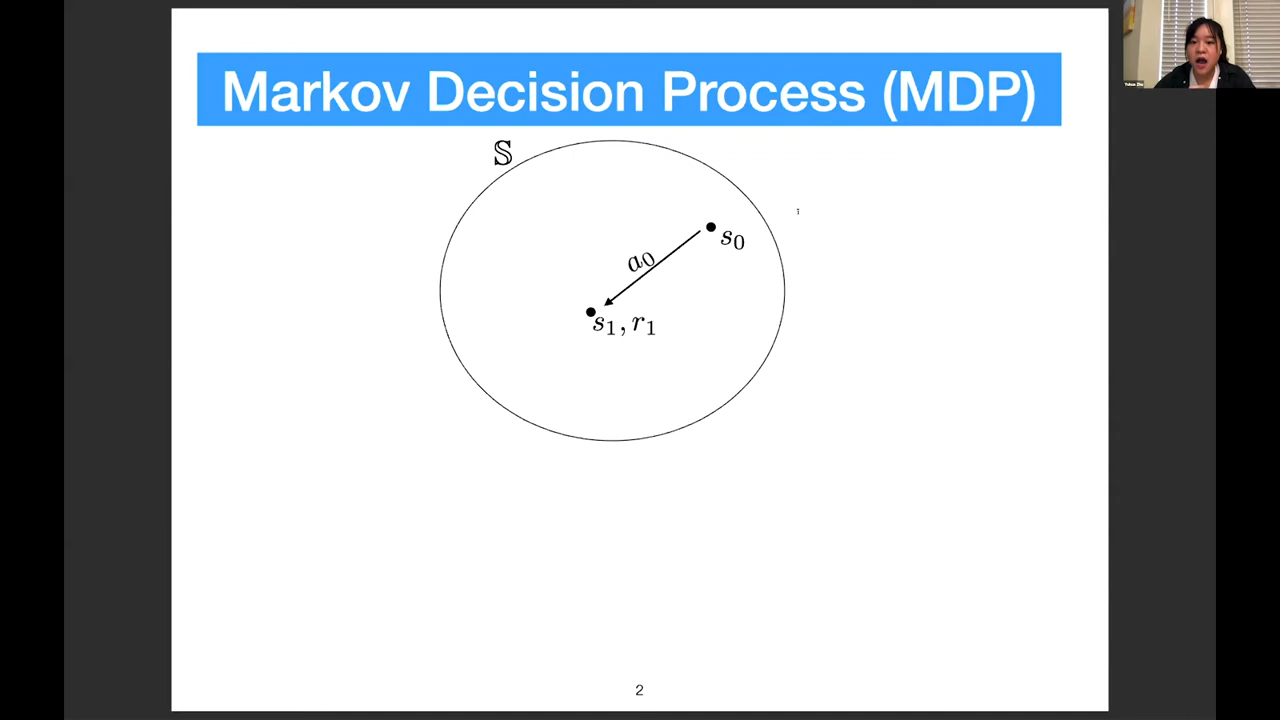 Markov Decision Process (MDP)
𝕊
s₀
a₀
s₁, r₁
2